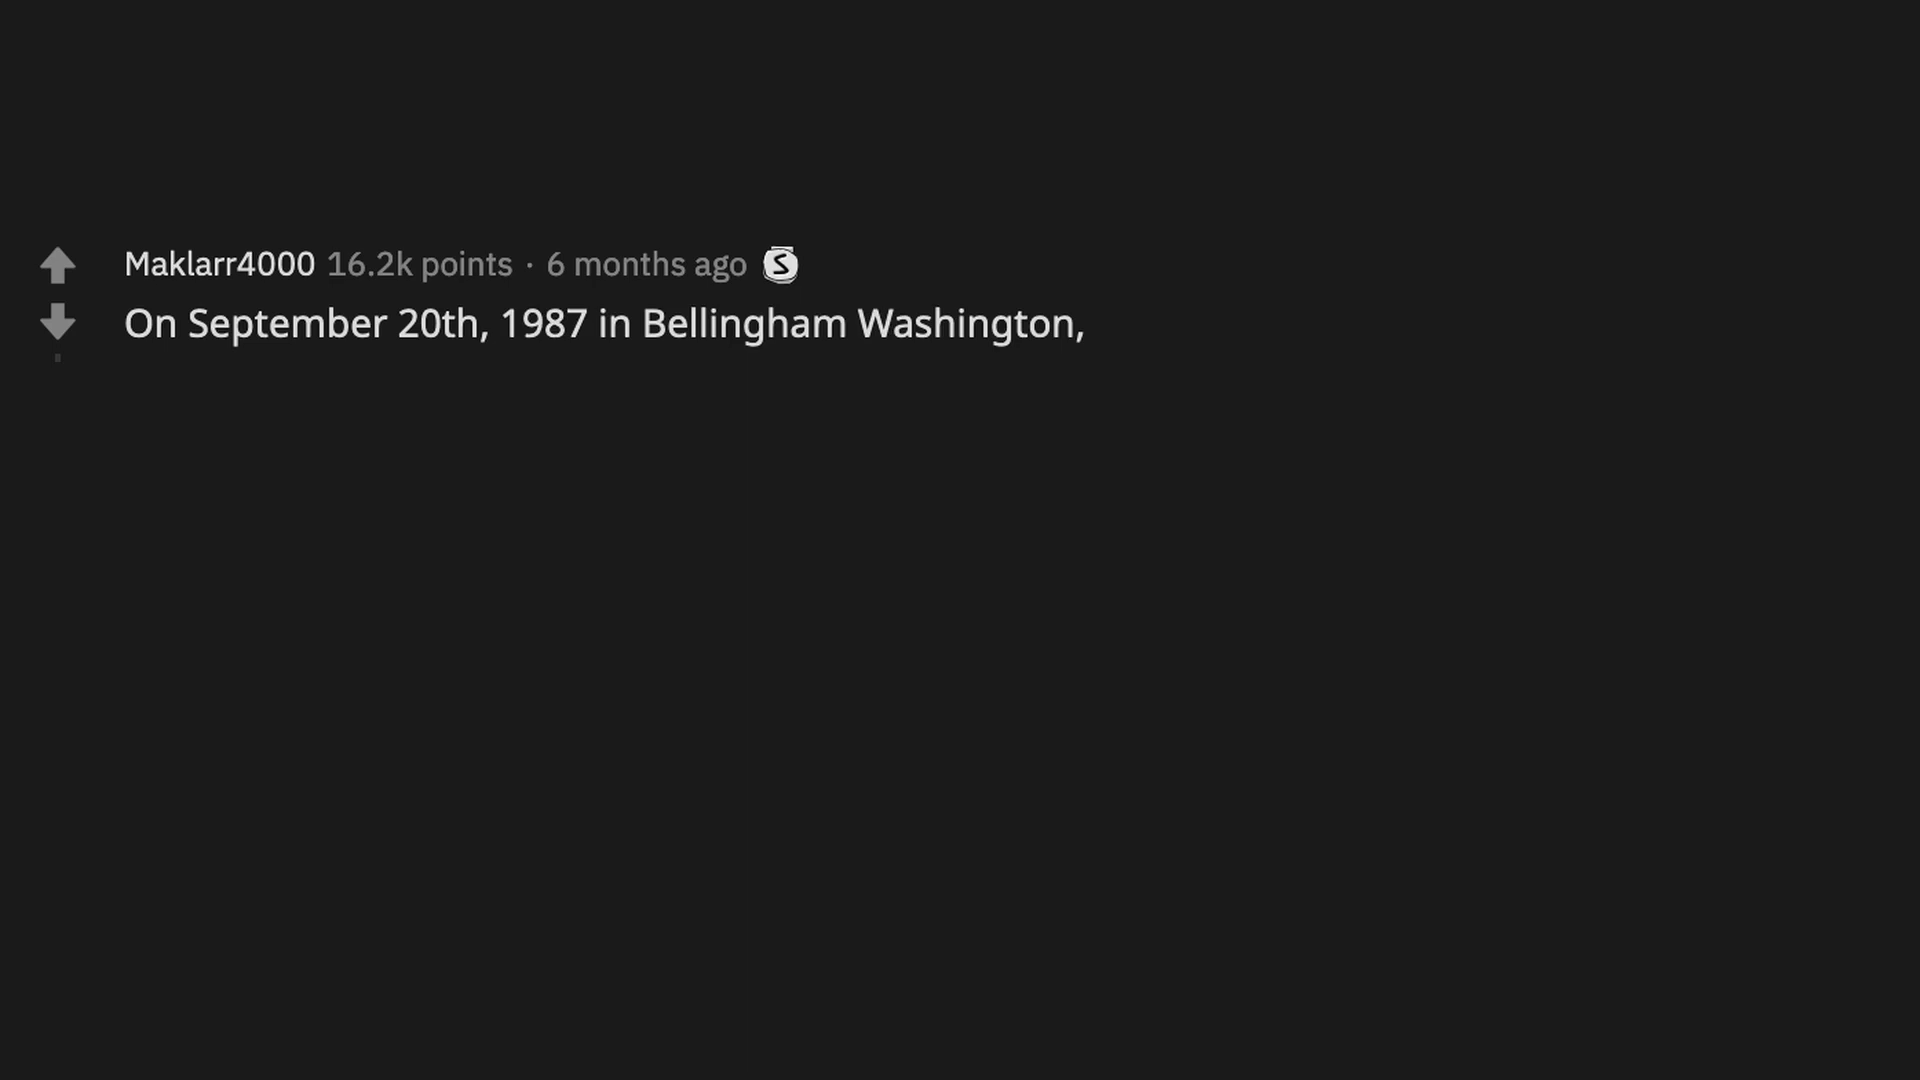 Maklarr4000 16.2k points · 6 months ago S
On September 20th, 1987 in Bellingham Washington,